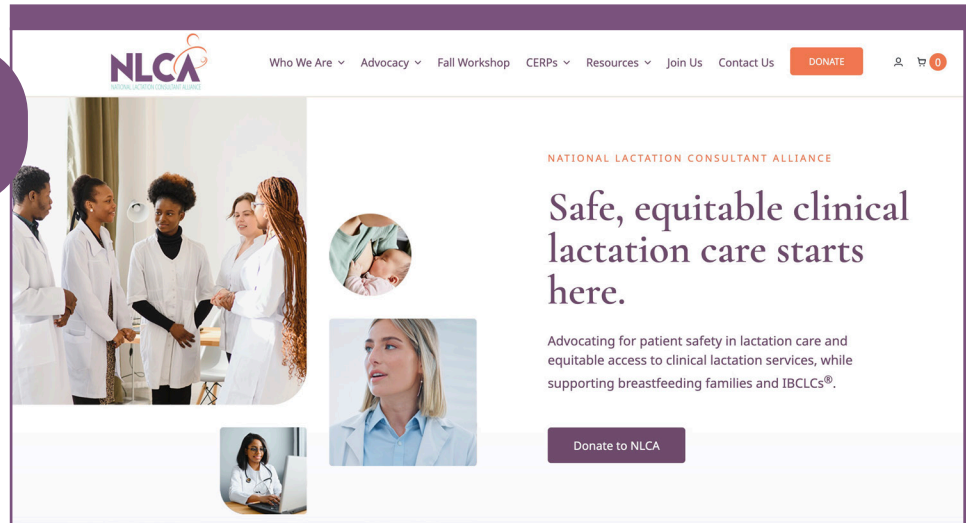 NLCA
NATIONAL LACTATION CONSULTANT ALLIANCE
Who We Are
Advocacy
Fall Workshop
CERPs
Resources
Join Us
Contact Us
DONATE
0
NATIONAL LACTATION CONSULTANT ALLIANCE
Safe, equitable clinical
lactation care starts
here.
Advocating for patient safety in lactation care and
equitable access to clinical lactation services, while
supporting breastfeeding families and IBCLCs®.
Donate to NLCA